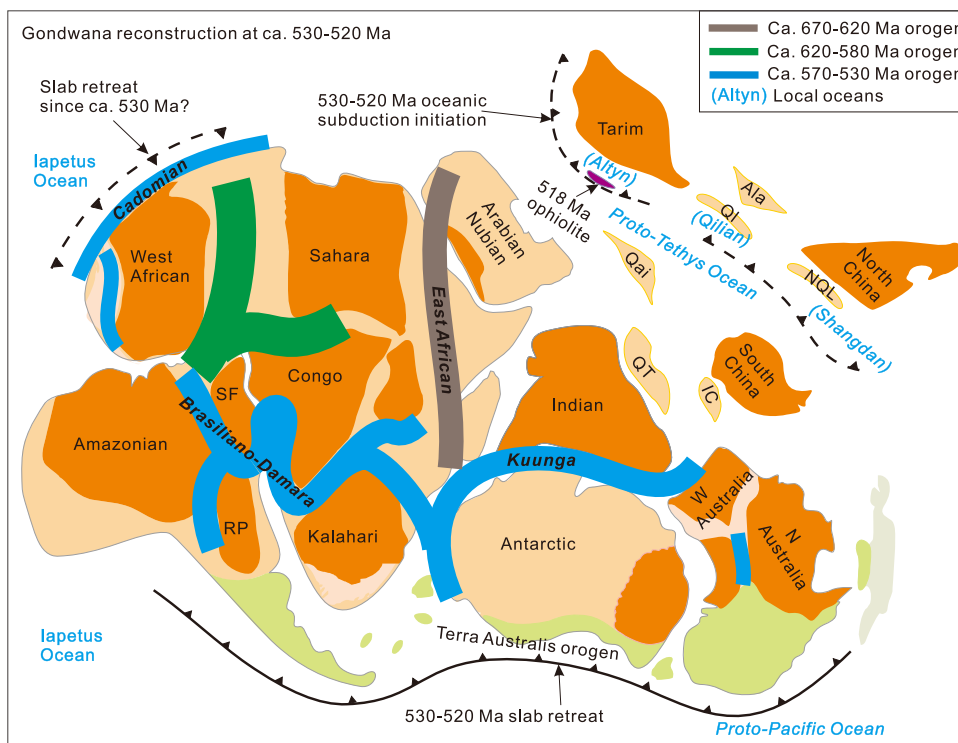 Gondwana reconstruction at ca. 530-520 Ma
Ca. 670-620 Ma orogen
Ca. 620-580 Ma orogen
Ca. 570-530 Ma orogen
(Altyn) Local oceans
Slab retreat
since ca. 530 Ma?
530-520 Ma oceanic
subduction initiation
Tarim
Iapetus
Ocean
Cadomian
(Altyn)
518 Ma
ophiolite
Ala
QI
(Qilian)
Proto-Tethys Ocean
West
African
Sahara
Arabian
Nubian
Qai
North
China
NQL
(Shangdan)
East African
QT
South
China
IC
Congo
SF
Indian
Amazonian
Brasiliano-Damara
Kuunga
W
Australia
N
Australia
RP
Kalahari
Antarctic
Iapetus
Ocean
Terra Australis orogen
530-520 Ma slab retreat
Proto-Pacific Ocean